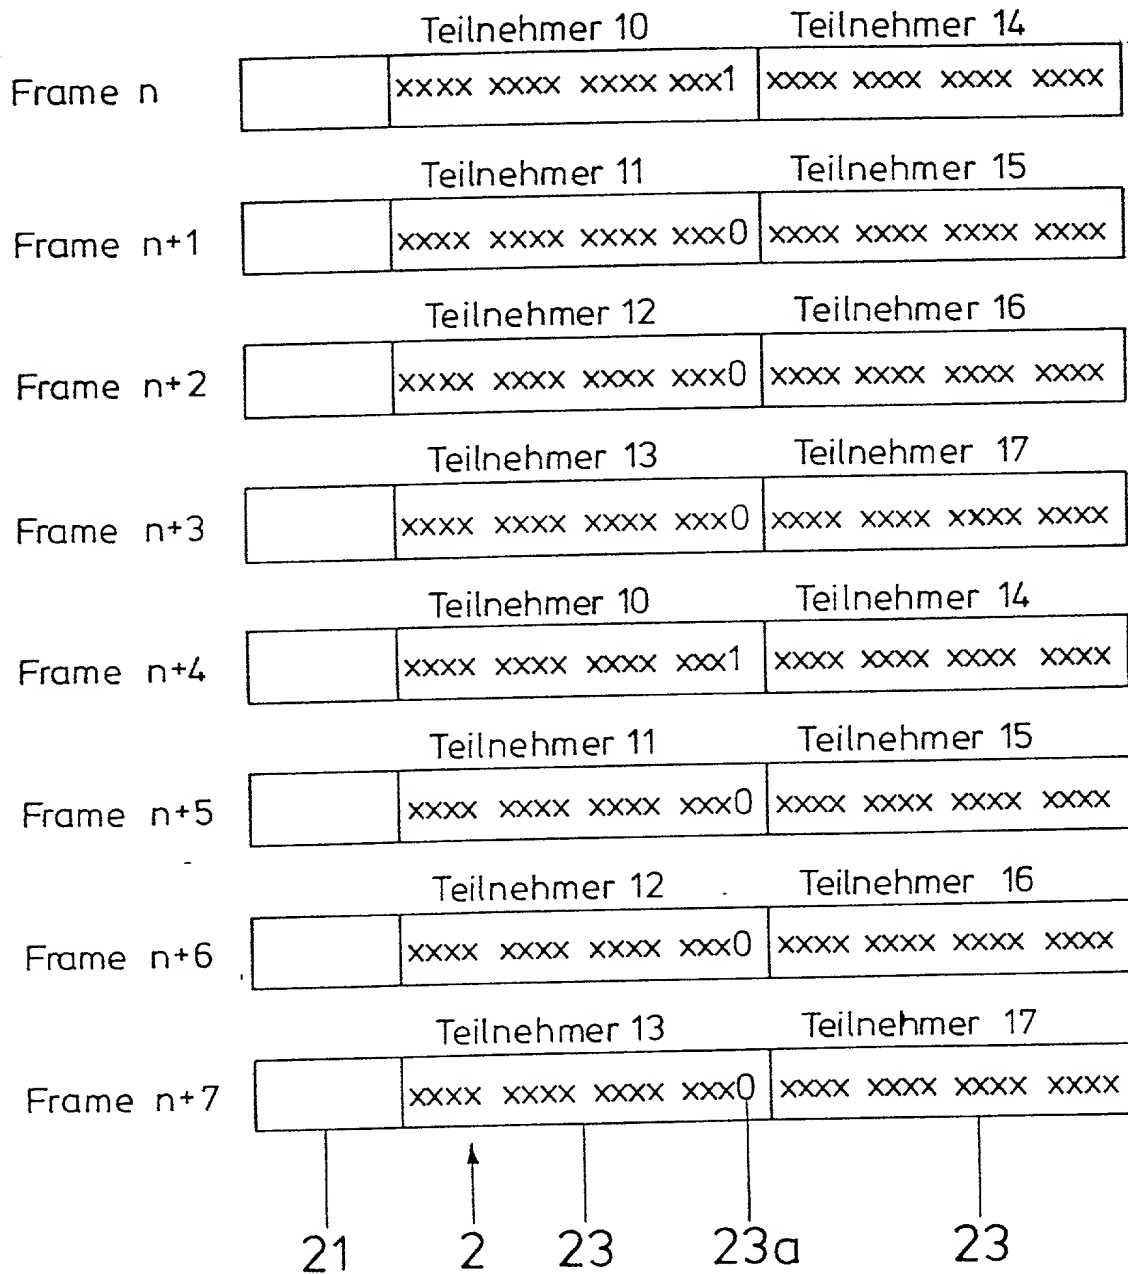 Teilnehmer 10 Teilnehmer 14
Frame n xxxx xxxx xxxx xxx1 xxxx xxxx xxxx xxxx
Teilnehmer 11 Teilnehmer 15
Frame n+1 xxxx xxxx xxxx xxx0 xxxx xxxx xxxx xxxx
Teilnehmer 12 Teilnehmer 16
Frame n+2 xxxx xxxx xxxx xxx0 xxxx xxxx xxxx xxxx
Teilnehmer 13 Teilnehmer 17
Frame n+3 xxxx xxxx xxxx xxx0 xxxx xxxx xxxx xxxx
Teilnehmer 10 Teilnehmer 14
Frame n+4 xxxx xxxx xxxx xxx1 xxxx xxxx xxxx xxxx
Teilnehmer 11 Teilnehmer 15
Frame n+5 xxxx xxxx xxxx xxx0 xxxx xxxx xxxx xxxx
Teilnehmer 12 Teilnehmer 16
Frame n+6 xxxx xxxx xxxx xxx0 xxxx xxxx xxxx xxxx
Teilnehmer 13 Teilnehmer 17
Frame n+7 xxxx xxxx xxxx xxx0 xxxx xxxx xxxx xxxx
21 2 23 23a 23